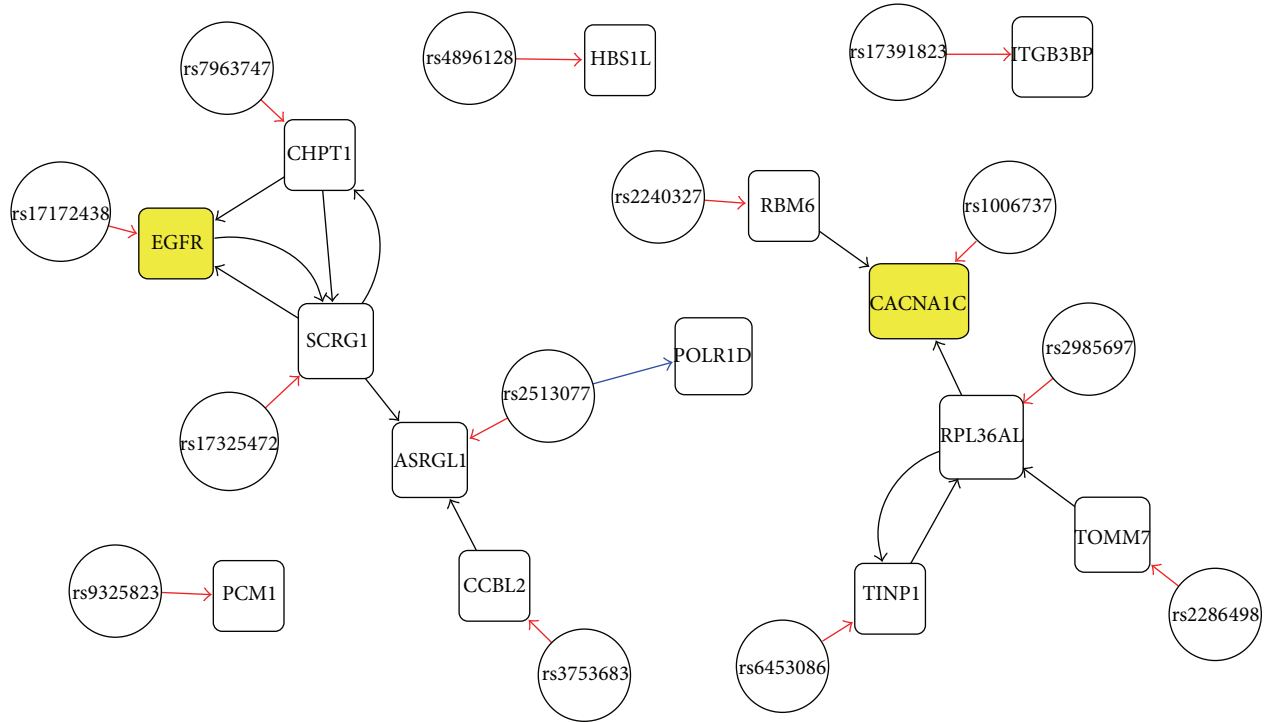 rs7963747
rs4896128
HBS1L
rs17391823
ITGB3BP
CHPT1
rs17172438
EGFR
rs2240327
RBM6
rs1006737
CACNA1C
SCRG1
POLR1D
rs2985697
rs2513077
rs17325472
ASRGL1
RPL36AL
TOMM7
rs9325823
PCM1
CCBL2
TINP1
rs2286498
rs3753683
rs6453086